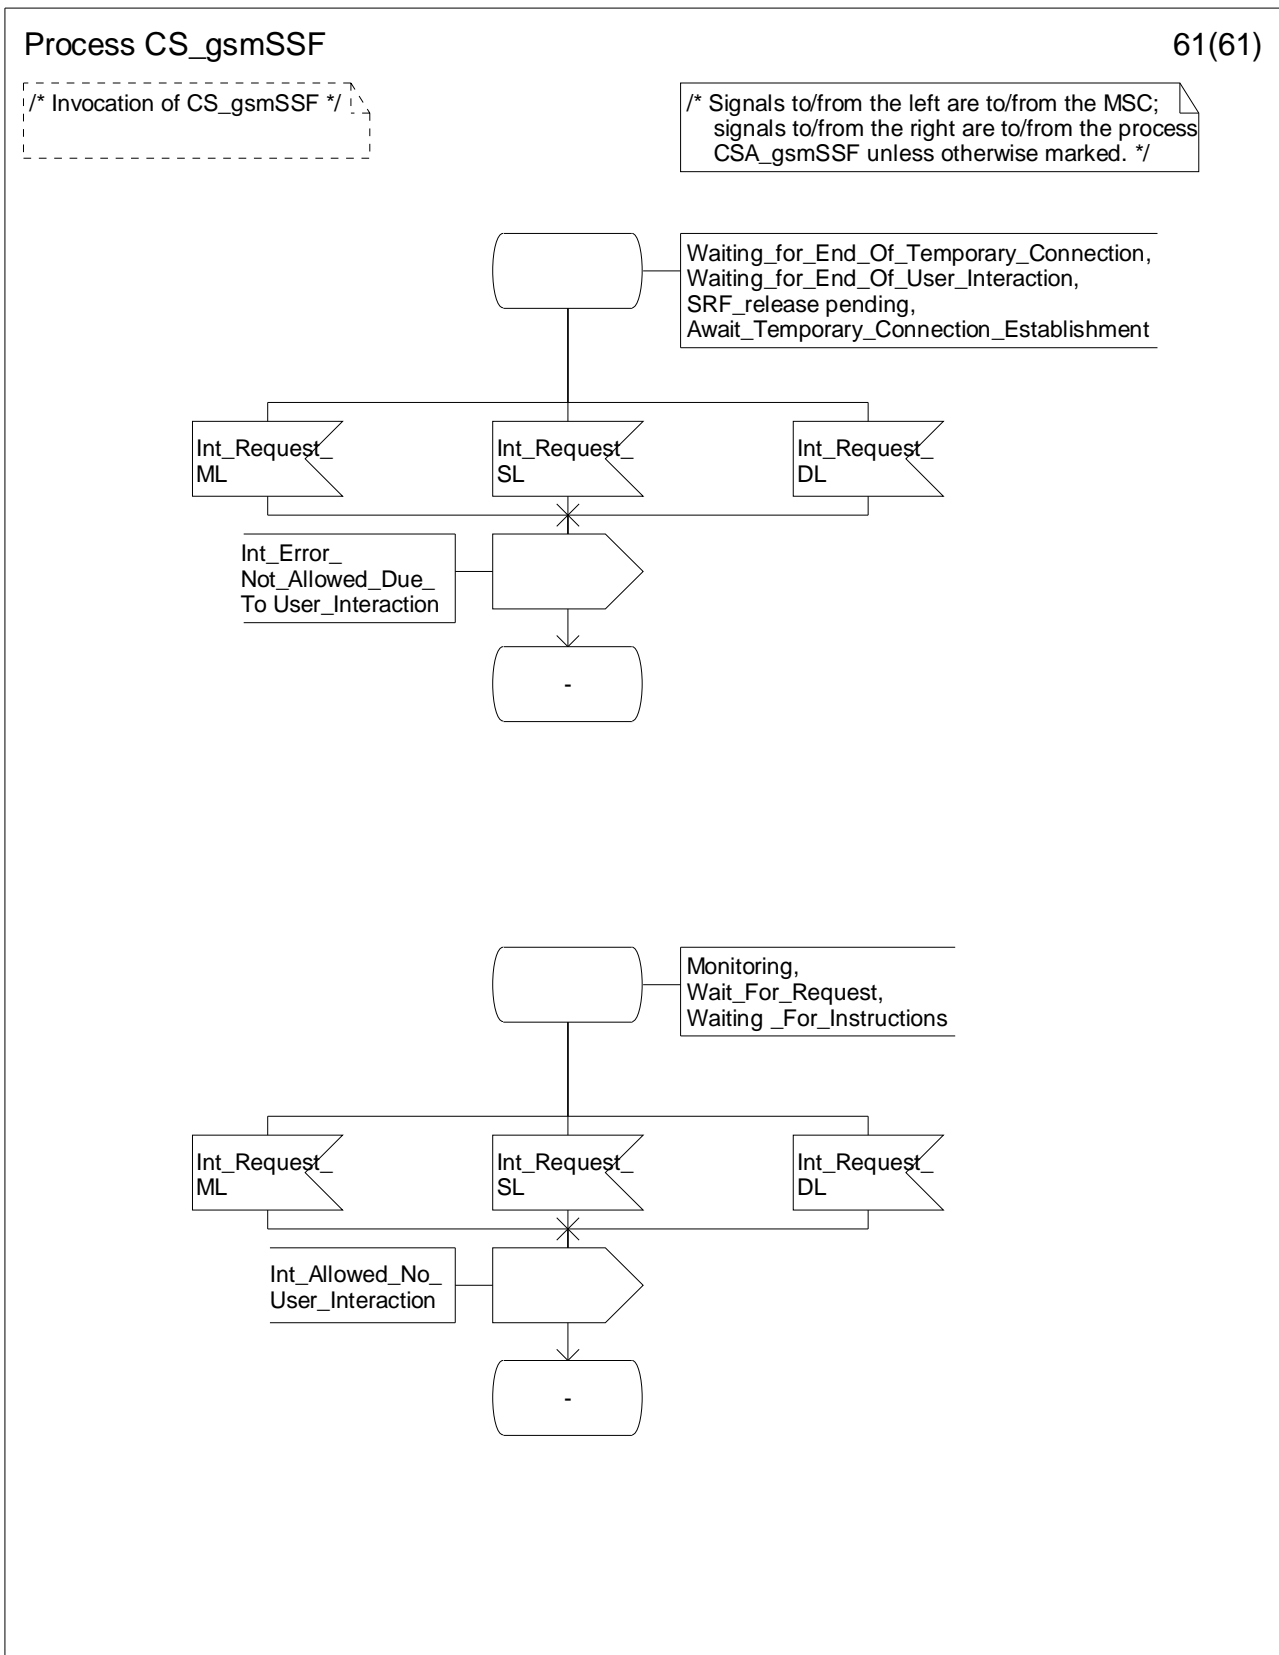 Process CS_gsmSSF
61(61)
/* Invocation of CS_gsmSSF */
/* Signals to/from the left are to/from the MSC;
signals to/from the right are to/from the process
CSA_gsmSSF unless otherwise marked. */
Waiting_for_End_Of_Temporary_Connection,
Waiting_for_End_Of_User_Interaction,
SRF_release pending,
Await_Temporary_Connection_Establishment
Int_Request_
ML
Int_Request_
SL
Int_Request_
DL
Int_Error_
Not_Allowed_Due_
To User_Interaction
-
Monitoring,
Wait_For_Request,
Waiting _For_Instructions
Int_Request_
ML
Int_Request_
SL
Int_Request_
DL
Int_Allowed_No_
User_Interaction
-